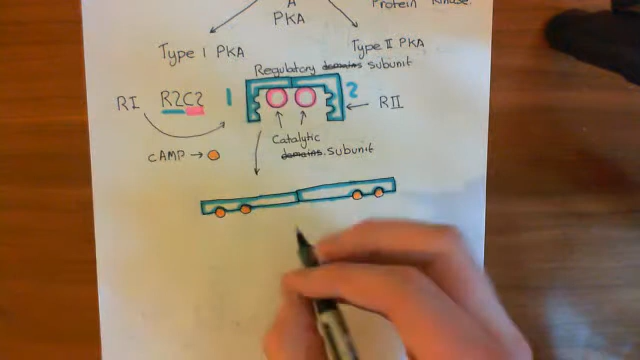 A
PKA
Protein Kinase.
Type I PKA
Type II PKA
Regulatory domains subunit
RI
R2C2
1
2
RII
Catalytic
domains. subunit
cAMP →